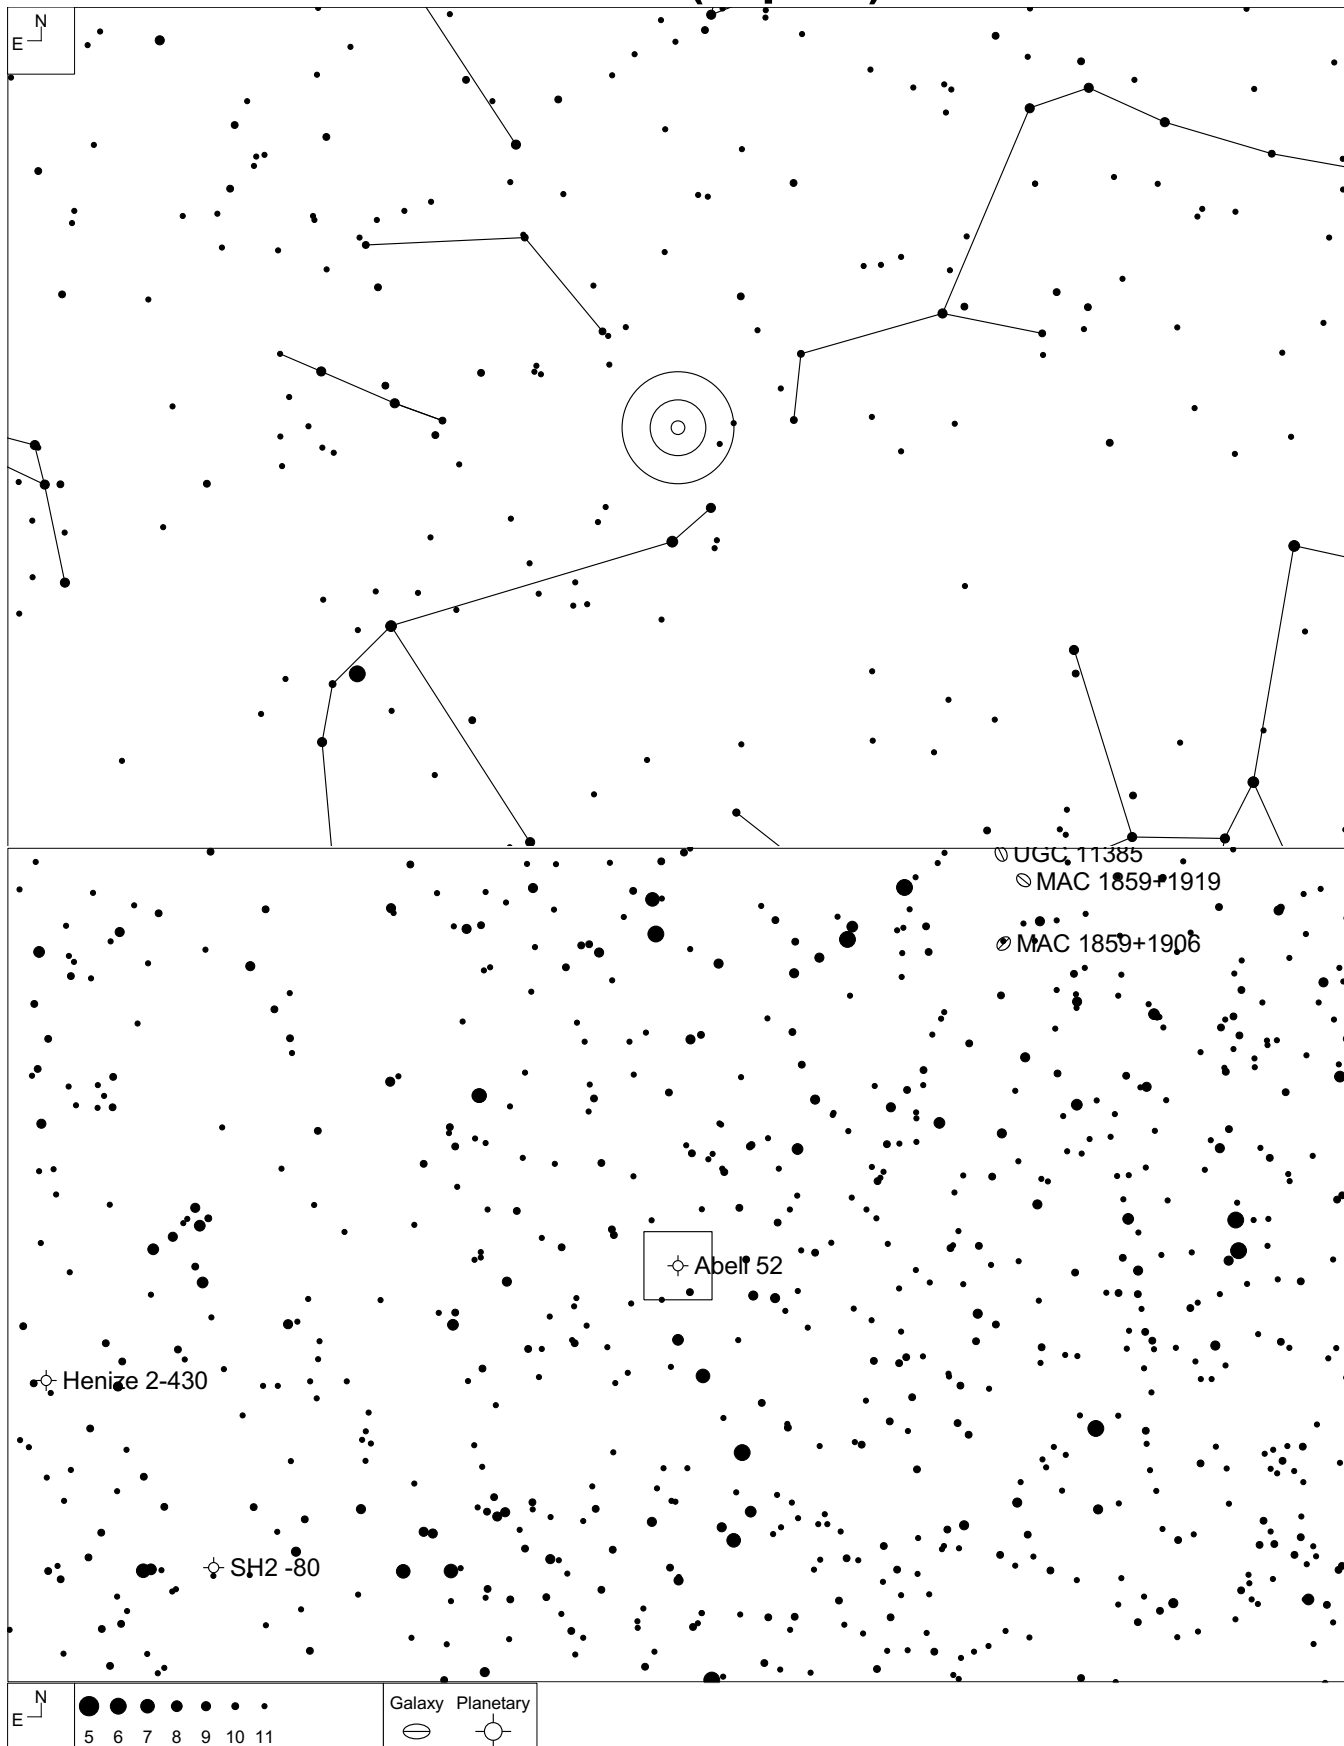 N
E
UGC 11385
MAC 1859+1919
MAC 1859+1906
Abell 52
Henize 2-430
SH2 -80
N
E
5 6 7 8 9 10 11
Galaxy Planetary